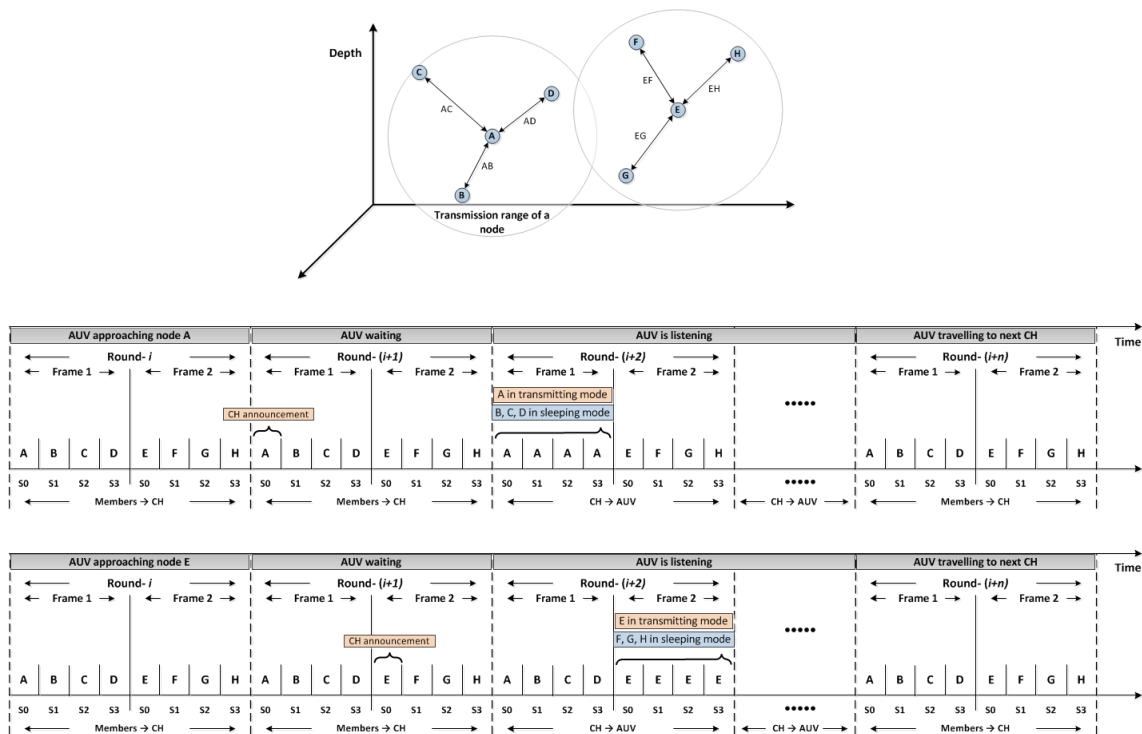 Depth
F
H
C
EF
EH
D
AC
AD
E
A
EG
AB
G
B
Transmission range of a
node
AUV approaching node A AUV waiting AUV is listening AUV travelling to next CH
Time
Round- i Round- (i+1) Round- (i+2) Round- (i+n)
Frame 1 Frame 2 Frame 1 Frame 2 Frame 1 Frame 2 Frame 1 Frame 2
A in transmitting mode
B, C, D in sleeping mode
CH announcement
A B C D E F G H A B C D E F G H A A A A E F G H A B C D E F G H
S0 S1 S2 S3 S0 S1 S2 S3 S0 S1 S2 S3 S0 S1 S2 S3 S0 S1 S2 S3 S0 S1 S2 S3 S0 S1 S2 S3 S0 S1 S2 S3
Members → CH Members → CH CH → AUV CH → AUV Members → CH
AUV approaching node E AUV waiting AUV is listening AUV travelling to next CH
Time
Round- i Round- (i+1) Round- (i+2) Round- (i+n)
Frame 1 Frame 2 Frame 1 Frame 2 Frame 1 Frame 2 Frame 1 Frame 2
E in transmitting mode
F, G, H in sleeping mode
CH announcement
A B C D E F G H A B C D E F G H A B C D E E E E A B C D E F G H
S0 S1 S2 S3 S0 S1 S2 S3 S0 S1 S2 S3 S0 S1 S2 S3 S0 S1 S2 S3 S0 S1 S2 S3 S0 S1 S2 S3 S0 S1 S2 S3
Members → CH Members → CH CH → AUV CH → AUV Members → CH